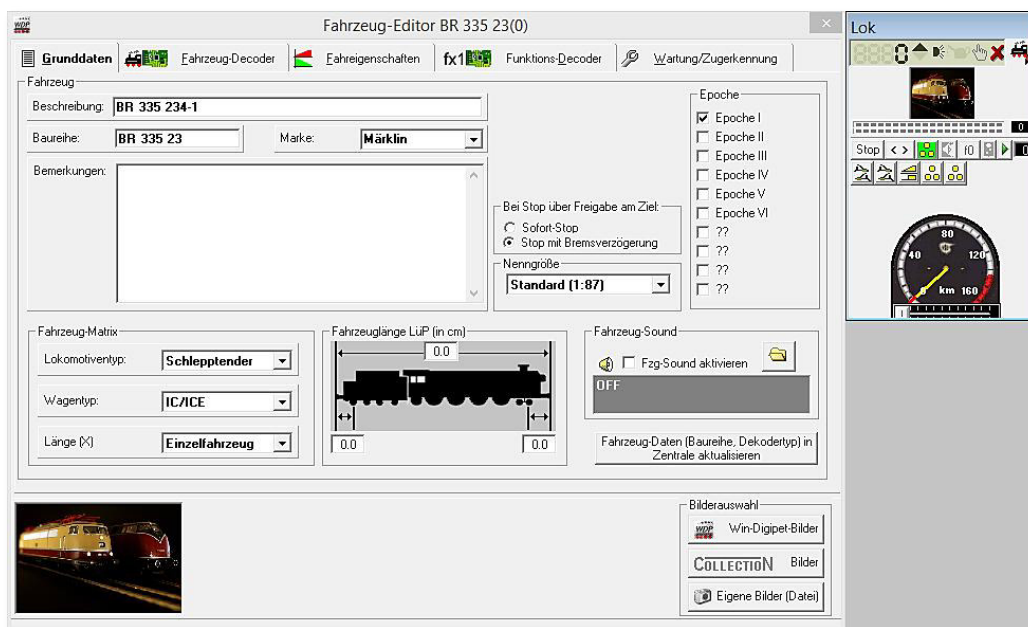 Fahrzeug-Editor BR 335 23(0)
Grunddaten
Fahrzeug-Decoder
Fahreigenschaften
fx1 Funktions-Decoder
Wartung/Zugerkennung
Fahrzeug
Beschreibung: BR 335 234-1
Baureihe: BR 335 23
Marke: Märklin
Bemerkungen:
Epoche
Epoche I
Epoche II
Epoche III
Epoche IV
Epoche V
Epoche VI
??
??
??
??
Bei Stop über Freigabe am Ziel:
Sofort-Stop
Stop mit Bremsverzögerung
Nenngröße
Standard (1:87)
Fahrzeug-Matrix
Lokomotiventyp: Schlepptender
Wagentyp: IC/ICE
Länge (X) Einzelfahrzeug
Fahrzeuglänge LüP (in cm)
0.0
0.0
0.0
Fahrzeug-Sound
Fzg-Sound aktivieren
OFF
Fahrzeug-Daten (Baureihe, Dekodertyp) in
Zentrale aktualisieren
Bilderauswahl
WDP Win-Digipet-Bilder
COLLECTION Bilder
Eigene Bilder (Datei)
Lok
0
0
Stop < > f0 0
40 80 120
0 km 160